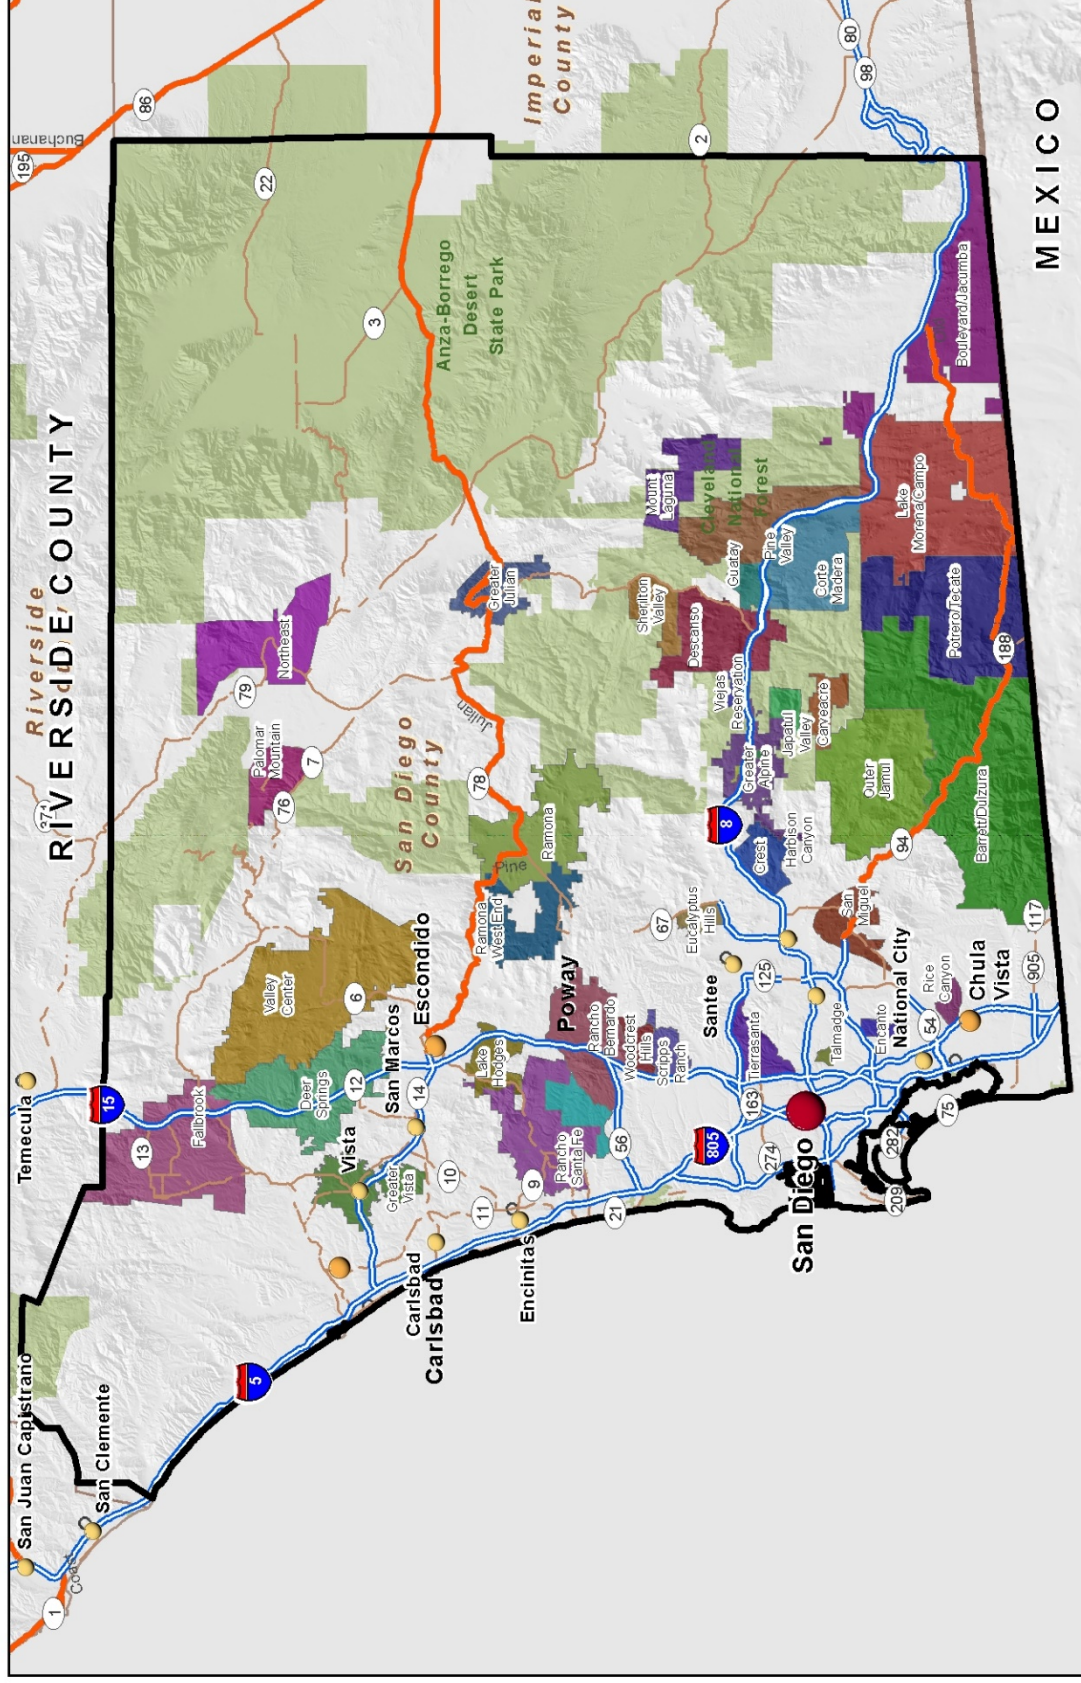 San Juan Capistrano
San Clemente
Coast
1
5
Temecula
15
RIVERSIDE COUNTY
Riverside
371
195
Buchanan
86
22
3
2
Imperial
County
80
98
MEXICO
13
Fallbrook
Deer
Springs
12
Valley
Center
6
Palomar
Mountain
76
7
79
Northeast
San Diego
County
Anza-Borrego
Desert
State Park
Vista
Greater
Vista
San Marcos
14
Escondido
10
11
9
Carlsbad
Carlsbad
Encinitas
21
Lake
Hodges
Rancho
Santa Fe
56
Ramona
West End
Pine
78
Julian
Ramona
Greater
Julian
Poway
Rancho
Bernardo
Woodcrest
Hills
Scripps
Ranch
67
Eucalyptus
Hills
Santee
125
Tierrasanta
163
805
274
San Diego
Talmadge
Encanto
National City
54
Rice
Canyon
Chula
Vista
905
117
75
282
209
8
Crest
Harbison
Canyon
San
Miguel
94
Greater
Alpine
Viejas
Reservation
Japatul
Valley
Carveacre
Outer
Jamul
Barrett/Dulzura
Descanso
Sherilton
Valley
Mount
Laguna
Cleveland
National
Forest
Guatay
Pine
Valley
Corte
Madera
Potrero/Tecate
188
Lake
Morena/Campo
Boulevard/Jacumba